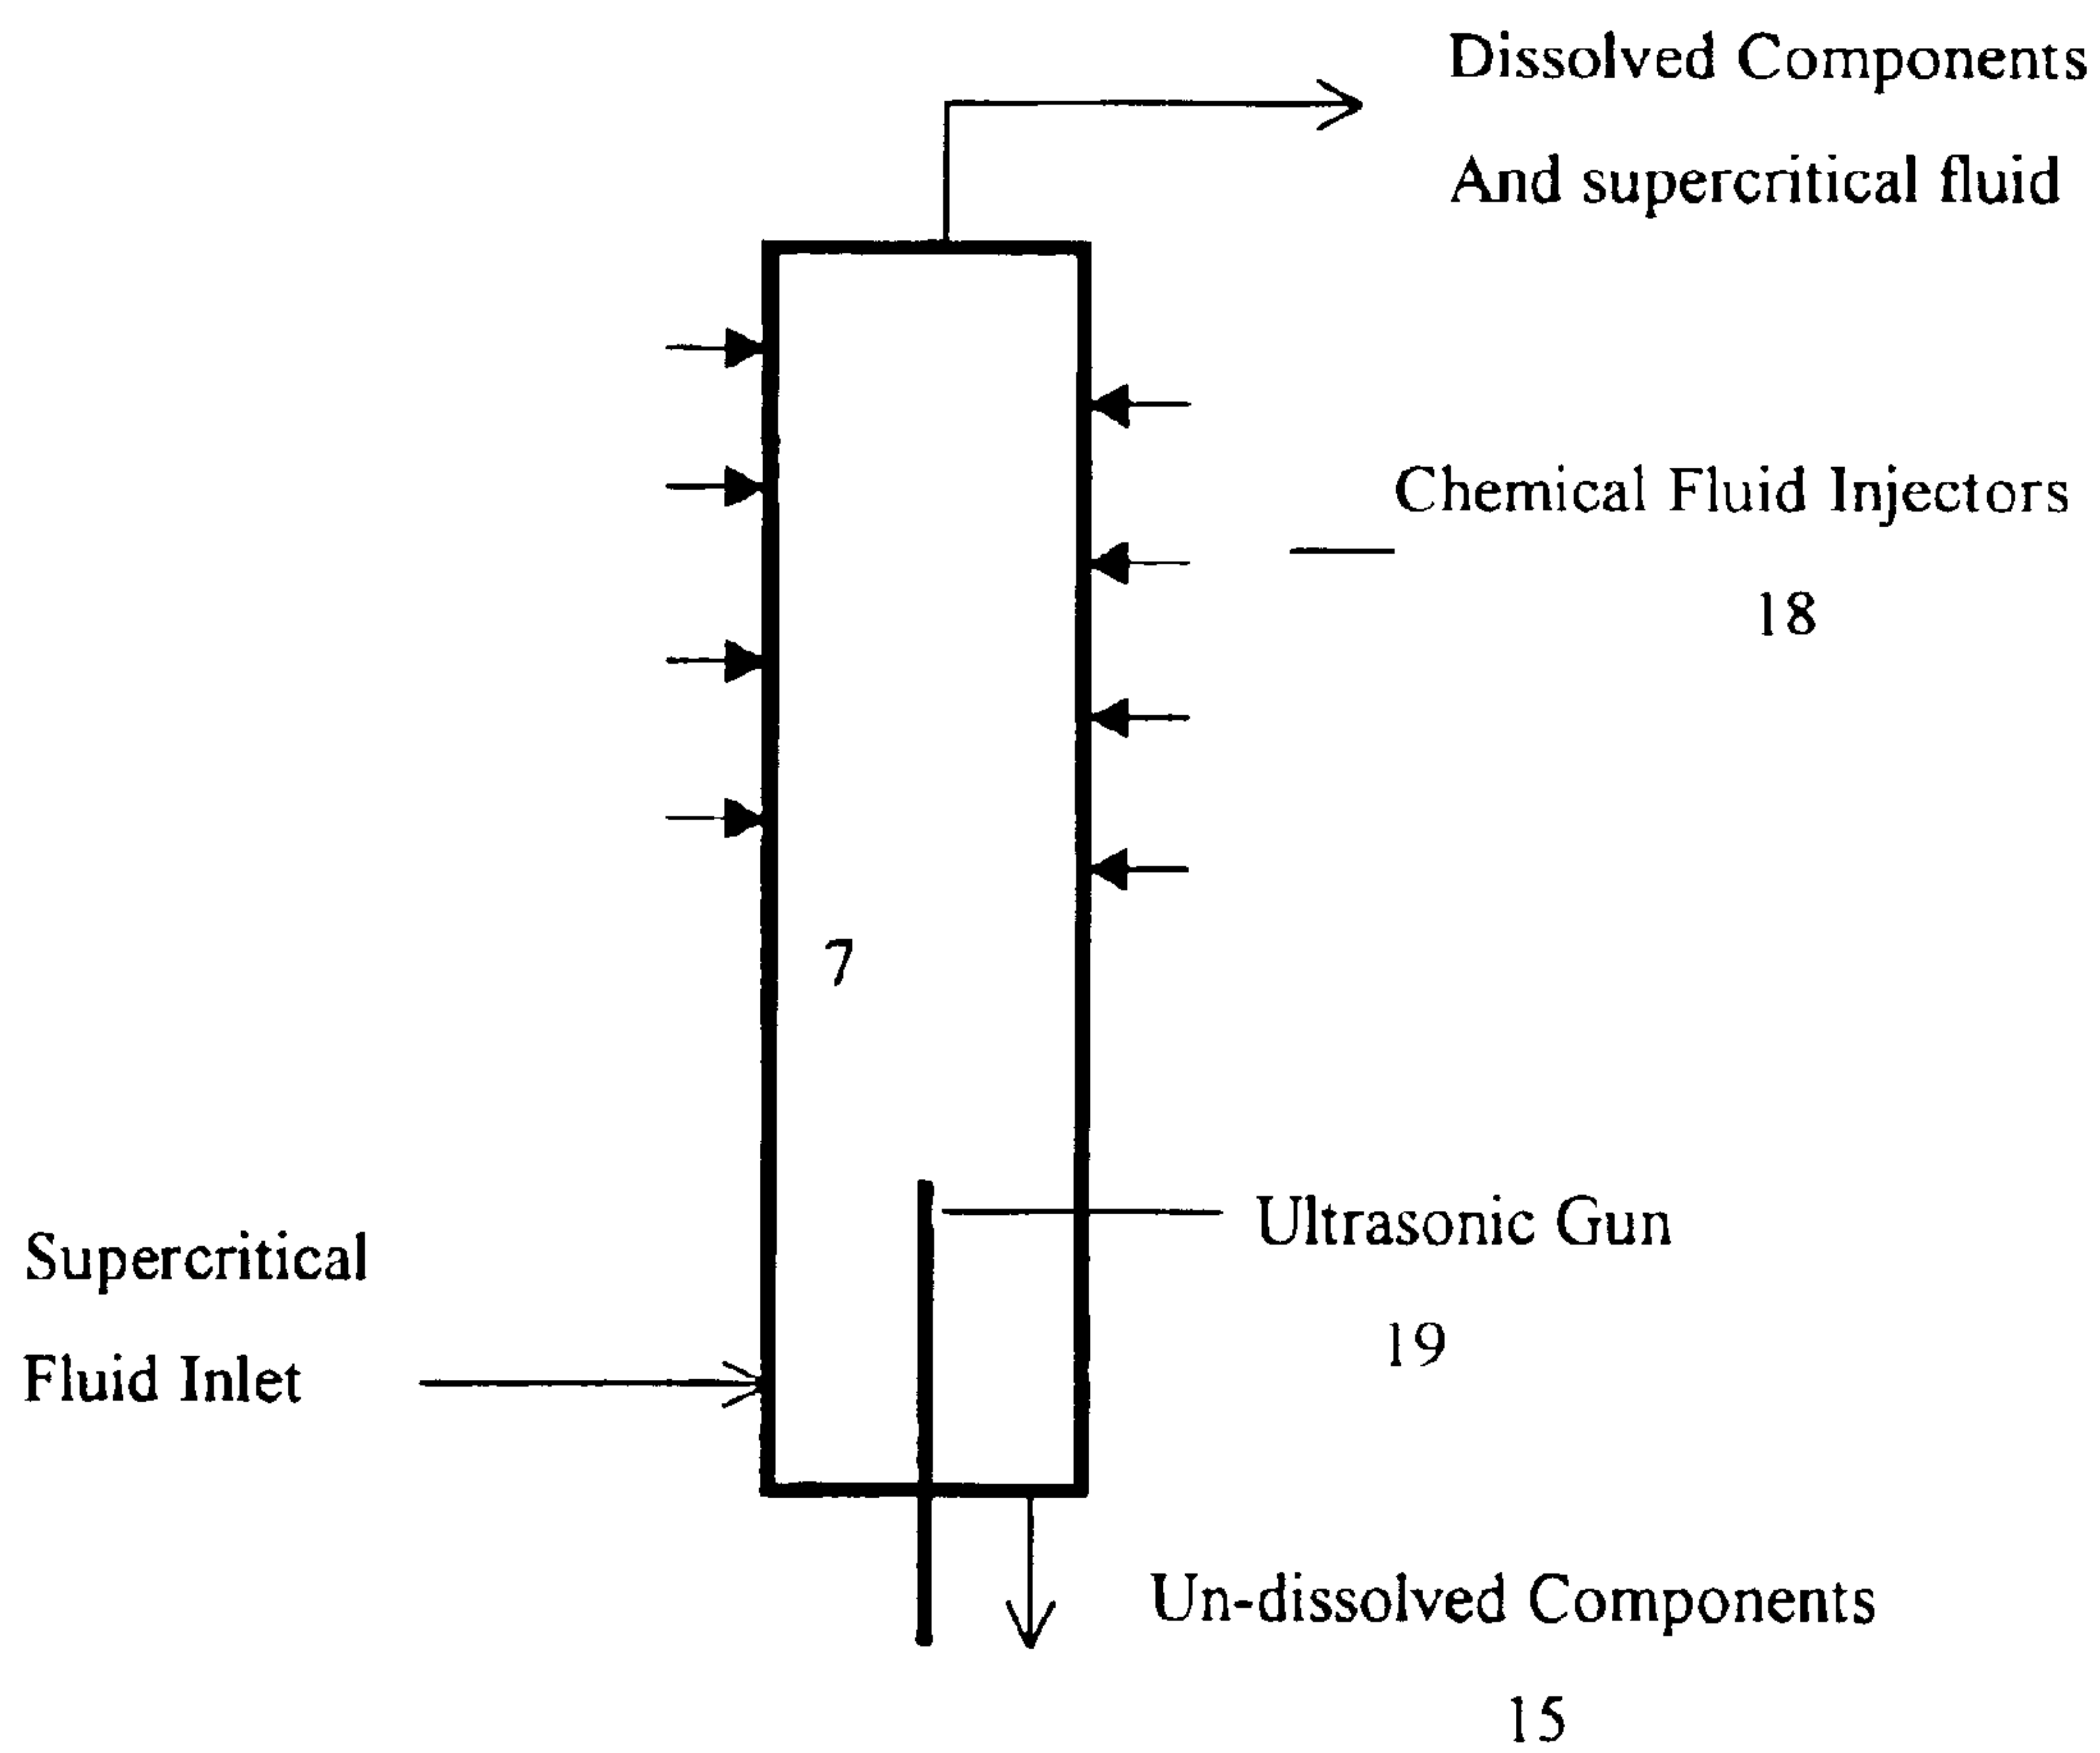 Dissolved Components
And supercritical fluid
Chemical Fluid Injectors
18
7
Ultrasonic Gun
19
Supercritical
Fluid Inlet
Un-dissolved Components
15